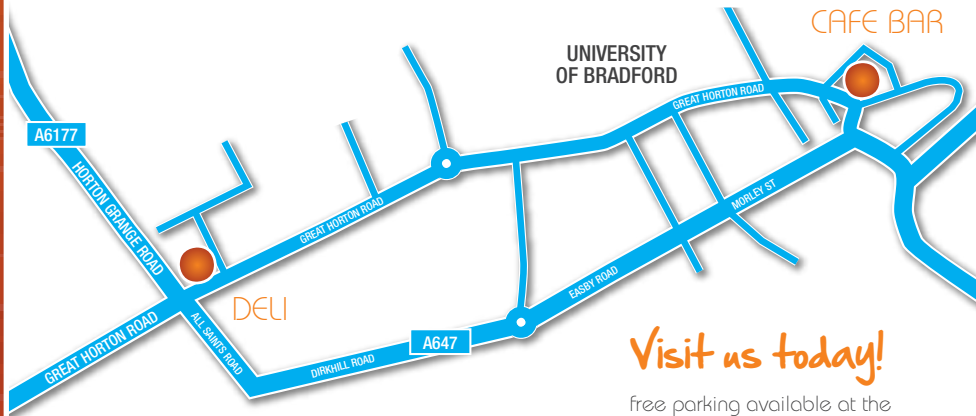 CAFE BAR
UNIVERSITY
OF BRADFORD
GREAT HORTON ROAD
A6177
HORTON GRANGE ROAD
GREAT HORTON ROAD
MORLEY ST
EASBY ROAD
DELI
ALL SAINTS ROAD
GREAT HORTON ROAD
A647
DIRKHILL ROAD
Visit us today!
free parking available at the